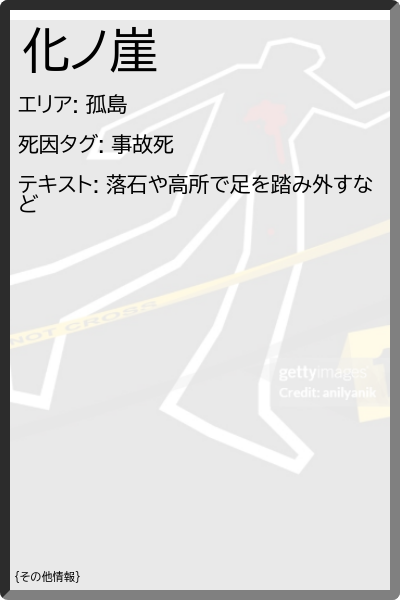 化ノ崖
エリア: 孤島
死因タグ: 事故死
テキスト: 落石や高所で足を踏み外すな
ど
NOT CROSS
gettyimages
Credit: anilyanik
{その他情報}